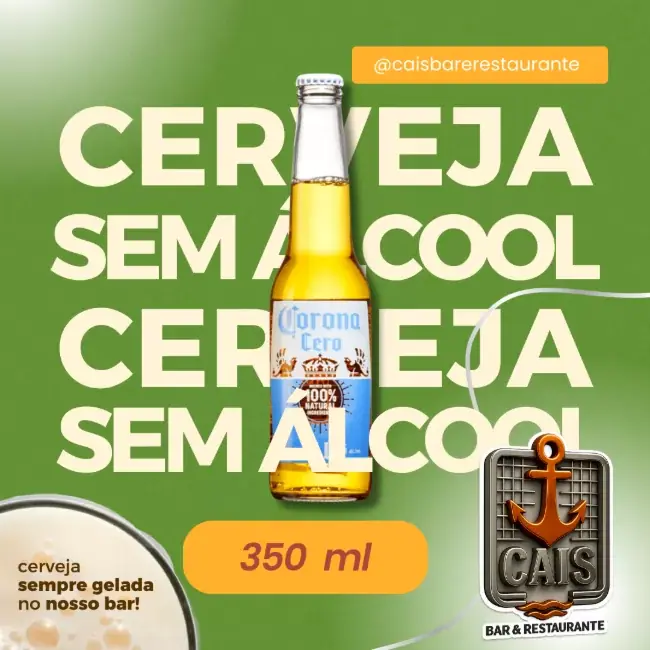 @caisbarerestaurante
CERVEJA
SEM ÁLCOOL
CERVEJA
SEM ÁLCOOL
Corona
Cero
100%
NATURAL
350 ml
cerveja
sempre gelada
no nosso bar!
CAIS
BAR & RESTAURANTE